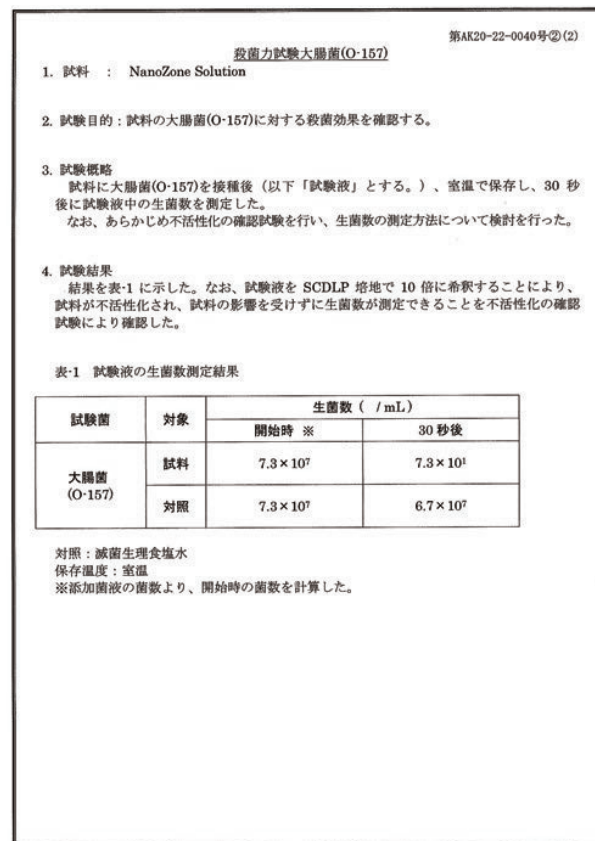 第AK20-22-0040号②(2)
殺菌力試験大腸菌(O-157)
1. 試料 : NanoZone Solution
2. 試験目的：試料の大腸菌(O-157)に対する殺菌効果を確認する。
3. 試験概略
試料に大腸菌(O-157)を接種後（以下「試験液」とする。）、室温で保存し、30 秒
後に試験液中の生菌数を測定した。
なお、あらかじめ不活性化の確認試験を行い、生菌数の測定方法について検討を行った。
4. 試験結果
結果を表-1 に示した。なお、試験液を SCDLP 培地で 10 倍に希釈することにより、
試料が不活性化され、試料の影響を受けずに生菌数が測定できることを不活性化の確認
試験により確認した。
表-1 試験液の生菌数測定結果
試験菌 対象 生菌数 ( /mL)
開始時 ※ 30 秒後
大腸菌
(O-157)
試料 7.3×10⁷ 7.3×10¹
対照 7.3×10⁷ 6.7×10⁷
対照：滅菌生理食塩水
保存温度：室温
※添加菌液の菌数より、開始時の菌数を計算した。